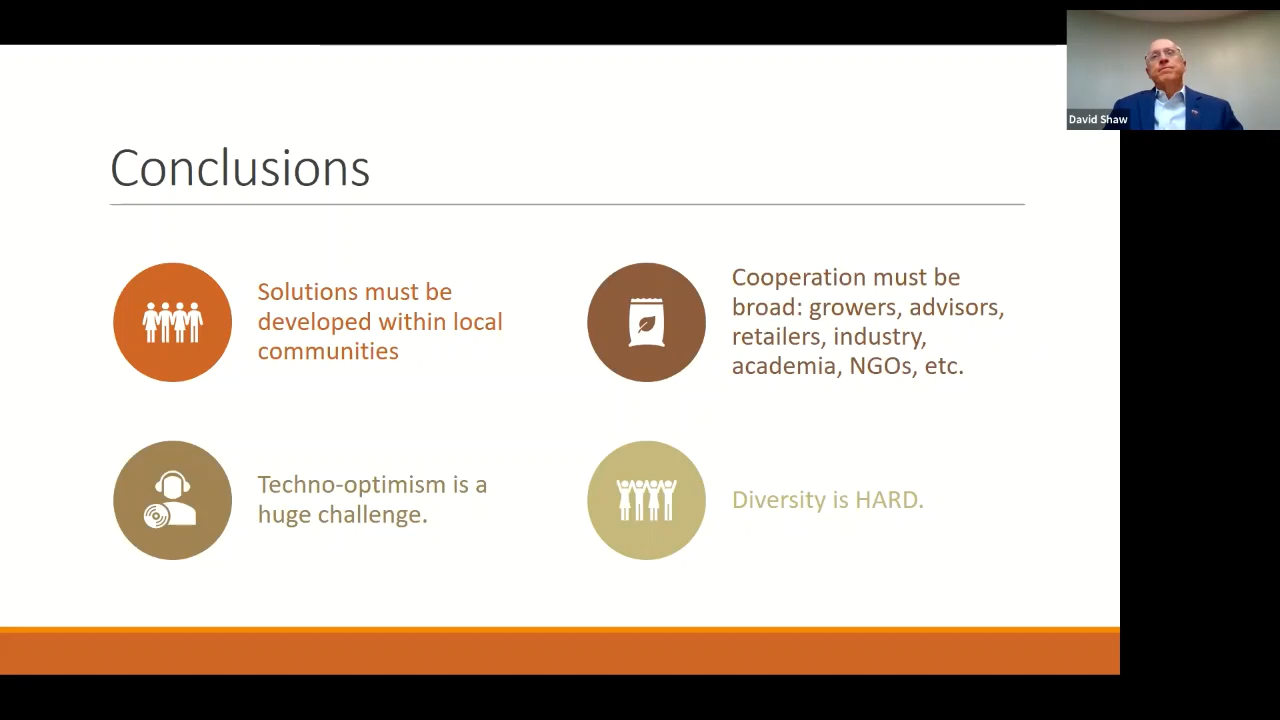 David Shaw
Conclusions
Solutions must be
developed within local
communities
Cooperation must be
broad: growers, advisors,
retailers, industry,
academia, NGOs, etc.
Techno-optimism is a
huge challenge.
Diversity is HARD.